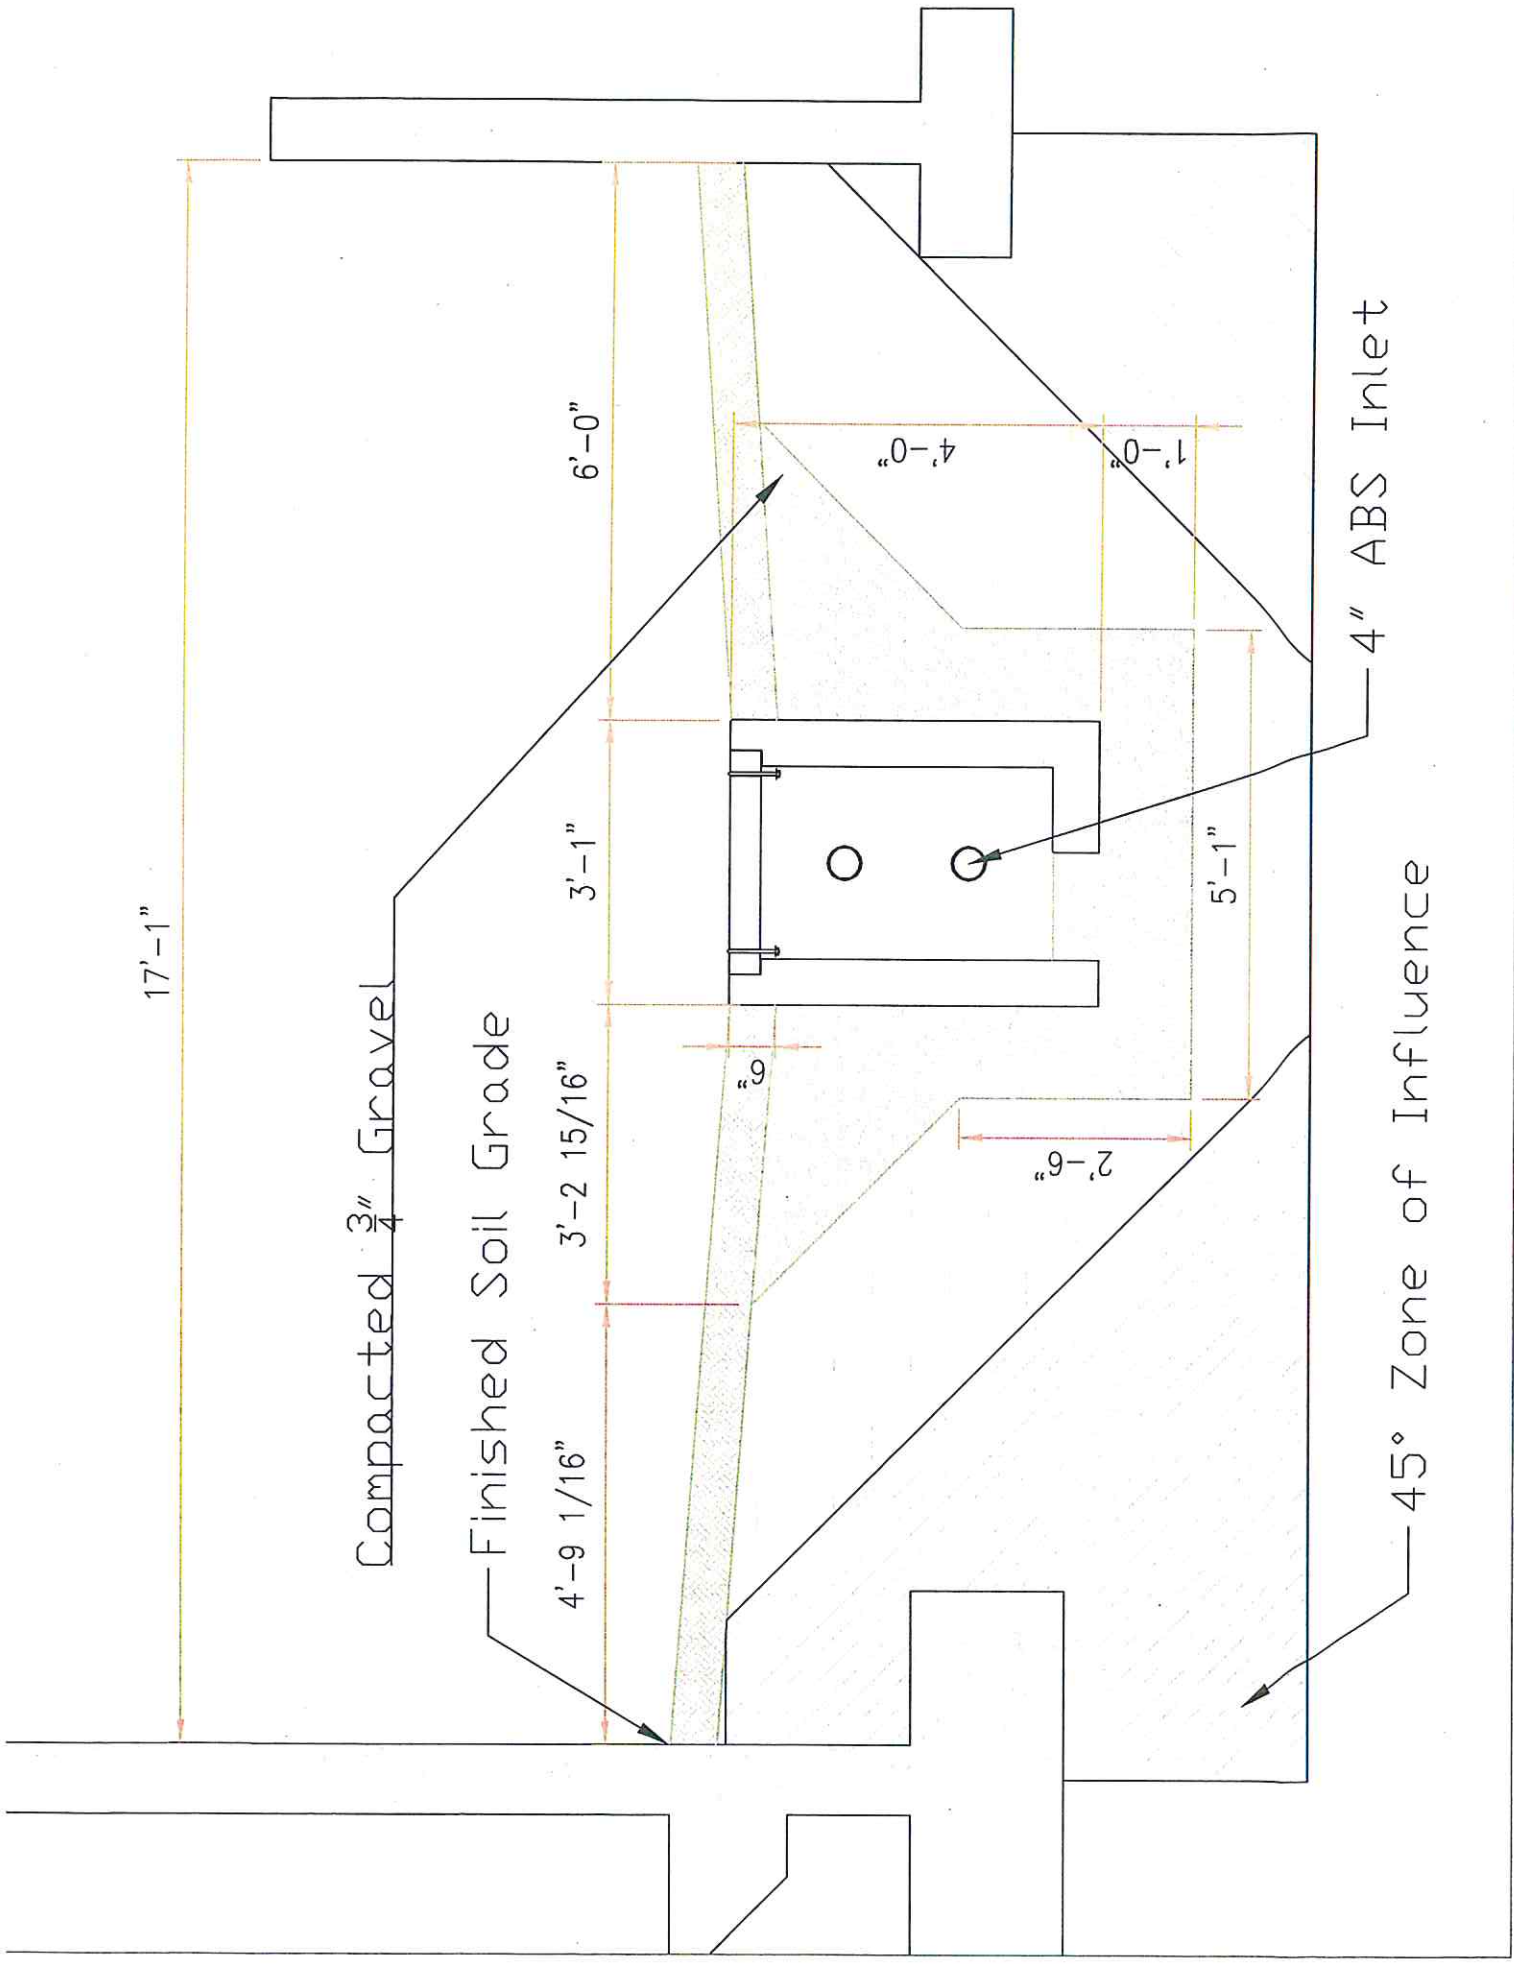 17'-1"
Compacted 3/4" Gravel
Finished Soil Grade
4'-9 1/16"
3'-2 15/16"
3'-1"
6'-0"
6"
4'-0"
1'-0"
2'-6"
5'-1"
4" ABS Inlet
45° Zone of Influence